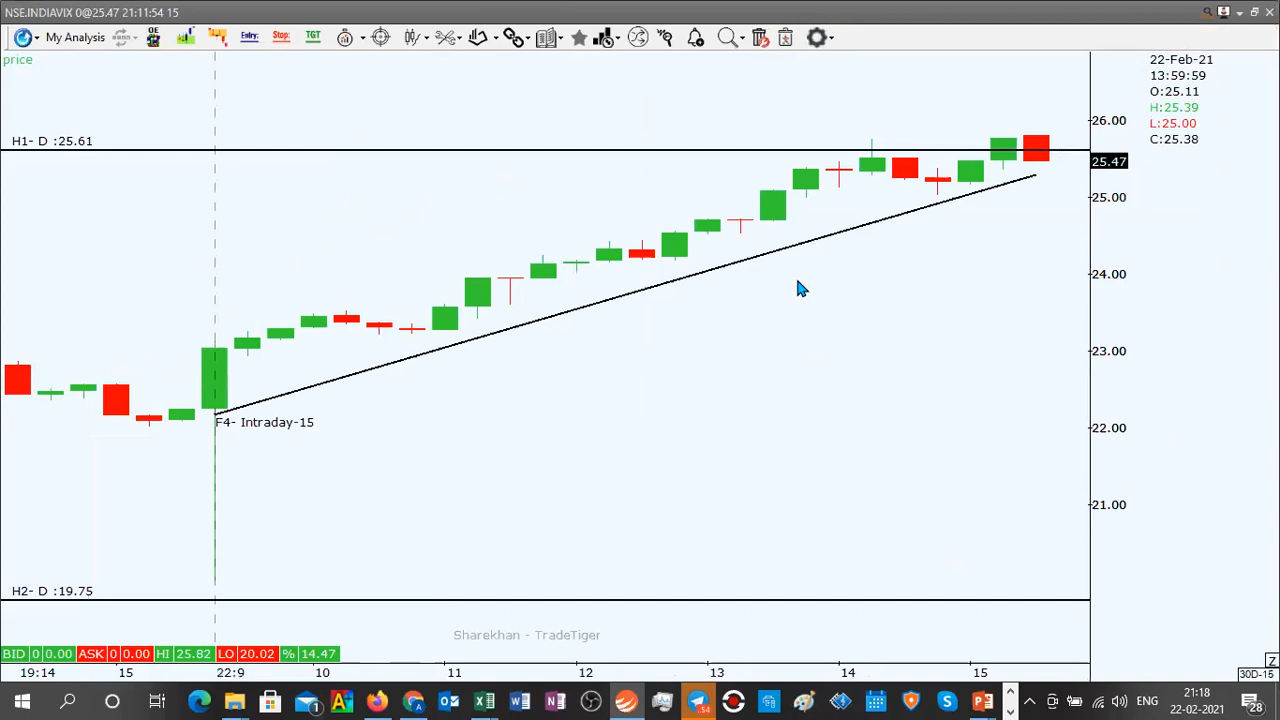 NSE.INDIAVIX 0@25.47 21:11:54 15
My Analysis OE Entry: Stop: TGT
price
22-Feb-21
13:59:59
O:25.11
H:25.39
L:25.00
C:25.38
H1- D :25.61
26.00
25.47
25.00
24.00
23.00
22.00
21.00
F4- Intraday-15
H2- D :19.75
Sharekhan - TradeTiger
BID 0 0.00 ASK 0 0.00 HI 25.82 LO 20.02 % 14.47
Z
19:14 15 22:9 10 11 12 13 14 15 30D-15
ENG
21:18
22-02-2021
28